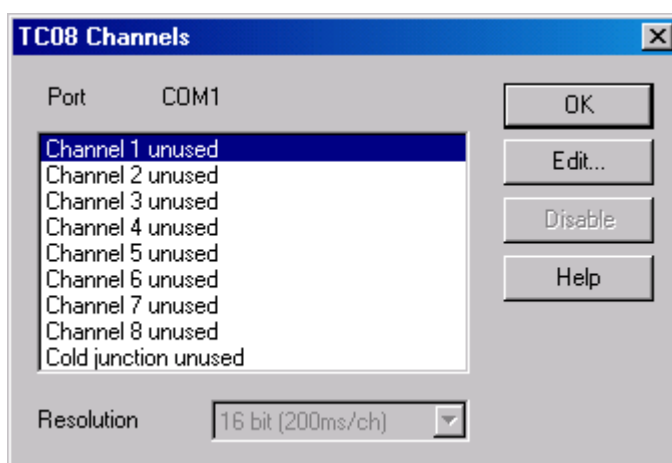 TC08 Channels
Port COM1
OK
Channel 1 unused
Channel 2 unused
Edit...
Channel 3 unused
Channel 4 unused
Disable
Channel 5 unused
Channel 6 unused
Help
Channel 7 unused
Channel 8 unused
Cold junction unused
Resolution 16 bit (200ms/ch)